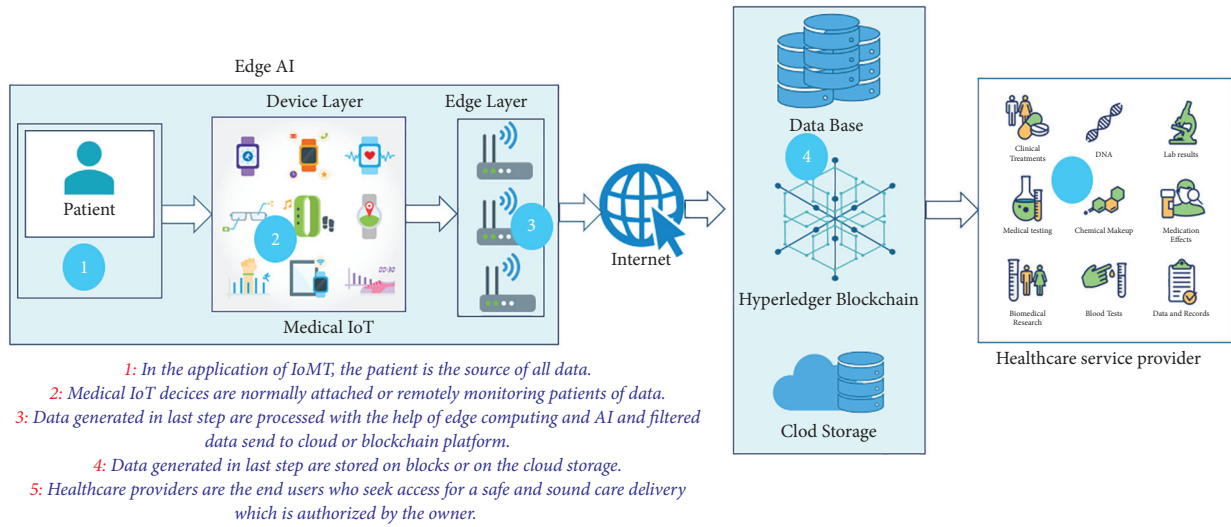 Edge AI
Device Layer
Edge Layer
Patient
1
2
00:30
Medical IoT
3
Internet
Data Base
4
Hyperledger Blockchain
Clod Storage
Clinical
Treatments
DNA
Lab results
Medical testing
Chemical Makeup
Medication
Effects
Biomedical
Research
Blood Tests
Data and Records
Healthcare service provider
1: In the application of IoMT, the patient is the source of all data.
2: Medical IoT decices are normally attached or remotely monitoring patients of data.
3: Data generated in last step are processed with the help of edge computing and AI and filtered
data send to cloud or blockchain platform.
4: Data generated in last step are stored on blocks or on the cloud storage.
5: Healthcare providers are the end users who seek access for a safe and sound care delivery
which is authorized by the owner.